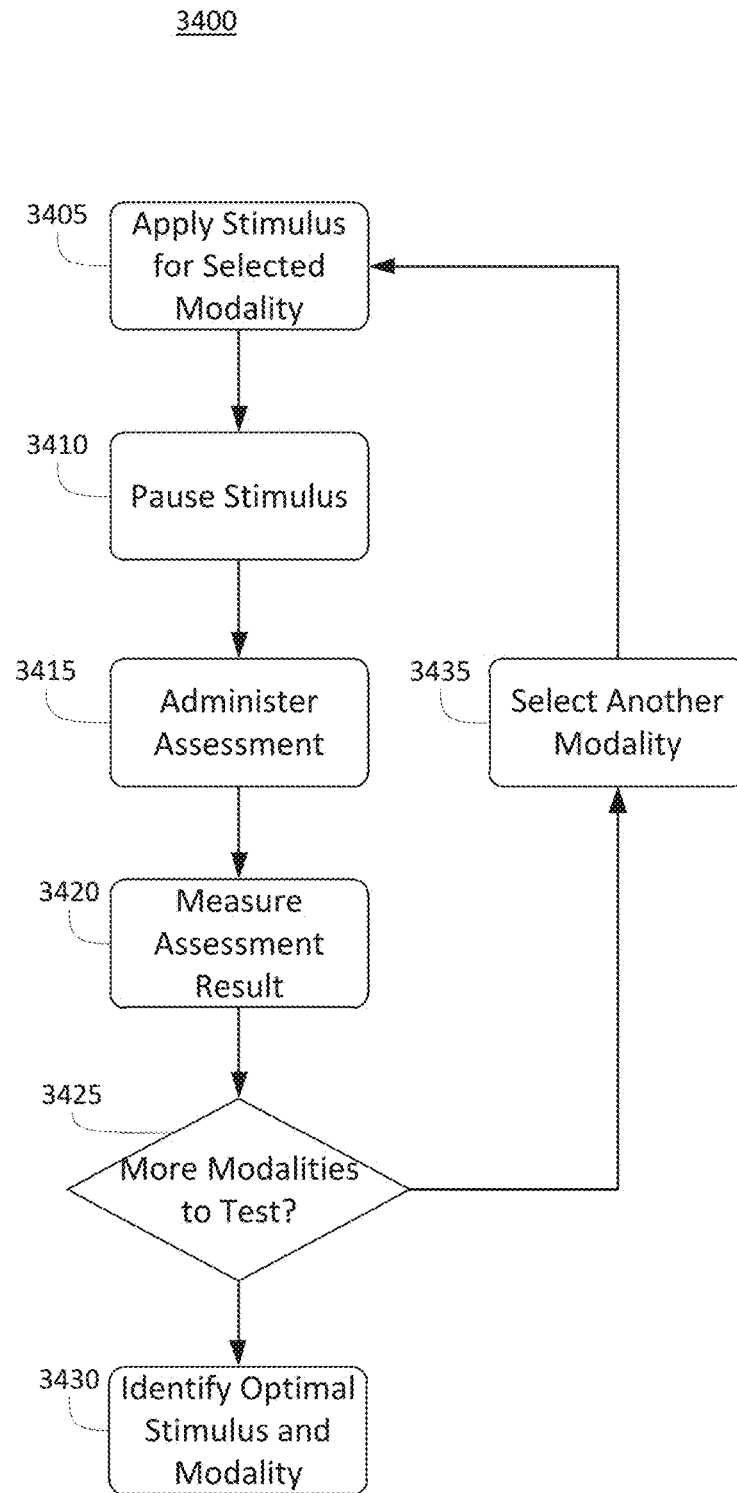 3400
3405
Apply Stimulus
for Selected
Modality
3410
Pause Stimulus
3415
Administer
Assessment
3435
Select Another
Modality
3420
Measure
Assessment
Result
3425
More Modalities
to Test?
3430
Identify Optimal
Stimulus and
Modality